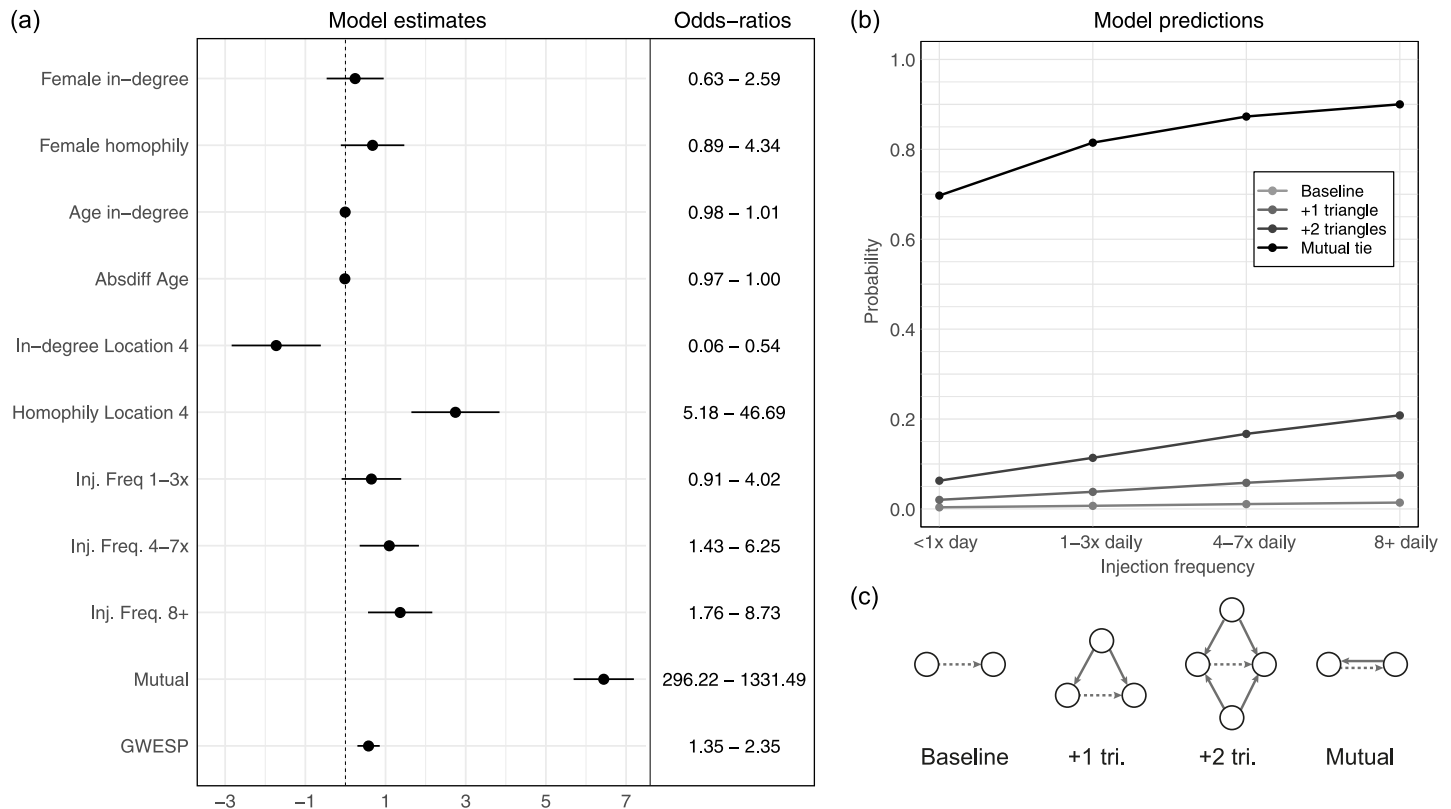 (a) Model estimates Odds−ratios
Female in−degree 0.63 − 2.59
Female homophily 0.89 − 4.34
Age in−degree 0.98 − 1.01
Absdiff Age 0.97 − 1.00
In−degree Location 4 0.06 − 0.54
Homophily Location 4 5.18 − 46.69
Inj. Freq 1−3x 0.91 − 4.02
Inj. Freq. 4−7x 1.43 − 6.25
Inj. Freq. 8+ 1.76 − 8.73
Mutual 296.22 − 1331.49
GWESP 1.35 − 2.35
−3 −1 1 3 5 7
(b) Model predictions
1.0
0.8
0.6
0.4
0.2
0.0
Probability
Baseline
+1 triangle
+2 triangles
Mutual tie
<1x day 1−3x daily 4−7x daily 8+ daily
Injection frequency
(c)
Baseline +1 tri. +2 tri. Mutual